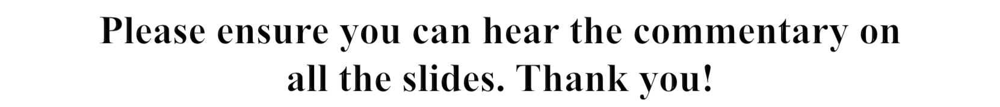 Please ensure you can hear the commentary on
all the slides. Thank you!